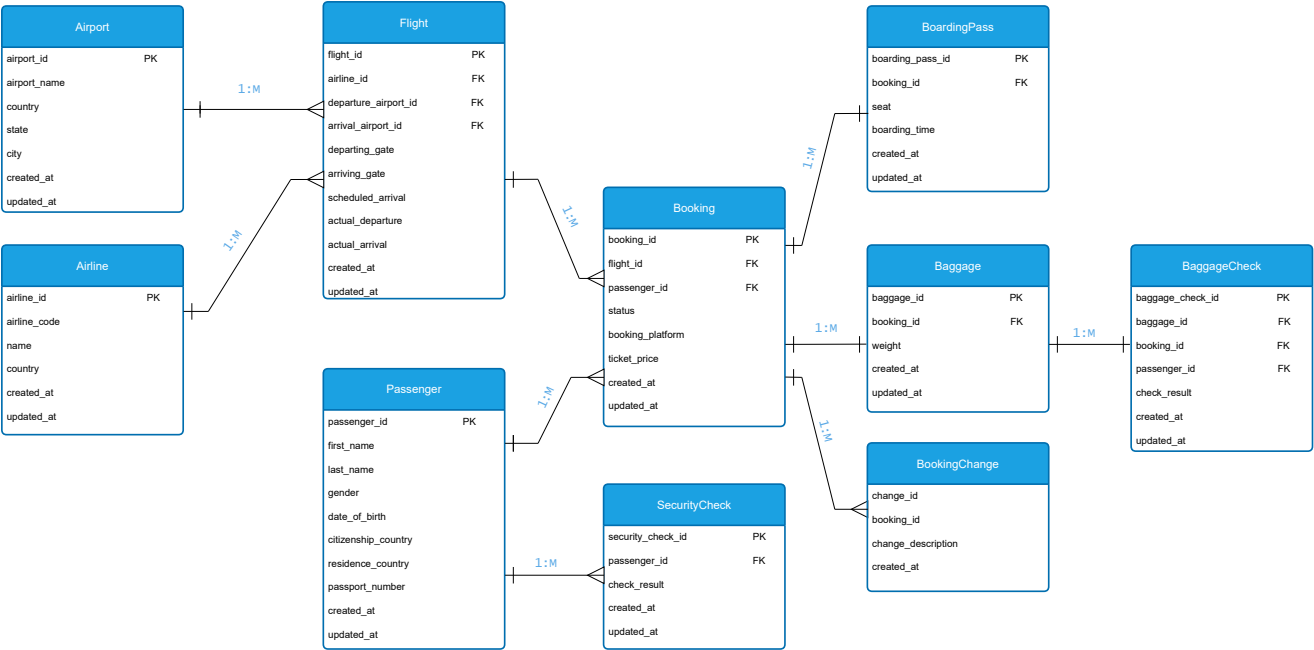 Airport
airport_id PK
airport_name
country
state
city
created_at
updated_at
1:M
Airline
airline_id PK
airline_code
name
country
created_at
updated_at
1:M
Flight
flight_id PK
airline_id FK
departure_airport_id FK
arrival_airport_id FK
departing_gate
arriving_gate
scheduled_arrival
actual_departure
actual_arrival
created_at
updated_at
1:M
Passenger
passenger_id PK
first_name
last_name
gender
date_of_birth
citizenship_country
residence_country
passport_number
created_at
updated_at
1:M
1:M
Booking
booking_id PK
flight_id FK
passenger_id FK
status
booking_platform
ticket_price
created_at
updated_at
1:M
1:M
1:M
SecurityCheck
security_check_id PK
passenger_id FK
check_result
created_at
updated_at
BoardingPass
boarding_pass_id PK
booking_id FK
seat
boarding_time
created_at
updated_at
Baggage
baggage_id PK
booking_id FK
weight
created_at
updated_at
1:M
BookingChange
change_id
booking_id
change_description
created_at
BaggageCheck
baggage_check_id PK
baggage_id FK
booking_id FK
passenger_id FK
check_result
created_at
updated_at